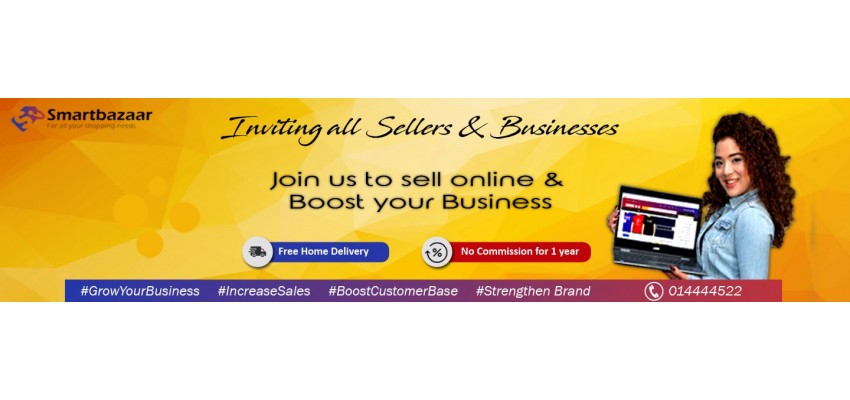 Smartbazaar
For all your shopping needs
Inviting all Sellers & Businesses
Join us to sell online &
Boost your Business
Free Home Delivery
No Commission for 1 year
#GrowYourBusiness #IncreaseSales #BoostCustomerBase #Strengthen Brand 014444522